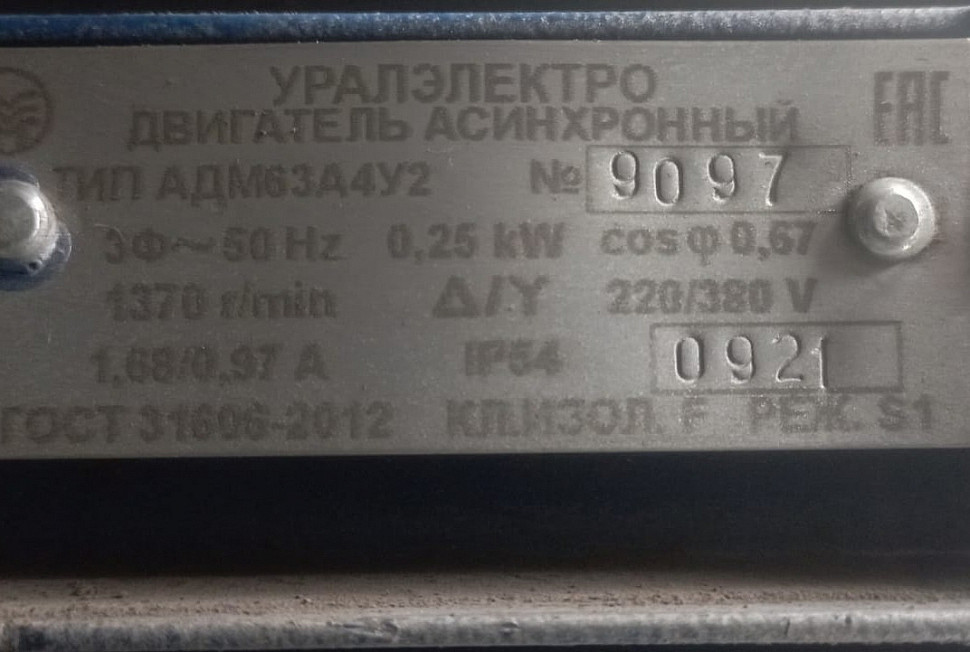 УРАЛЭЛЕКТРО
ДВИГАТЕЛЬ АСИНХРОННЫЙ
EAC
ТИП АДМ63А4У2 № 9097
3Ф~50 Hz 0,25 kW cos φ 0,67
1370 r/min Δ/Y 220/380 V
1.68/0.97 A IP54 0921
ГОСТ 31606-2012 КЛ.ИЗОЛ. F РЕЖ. S1